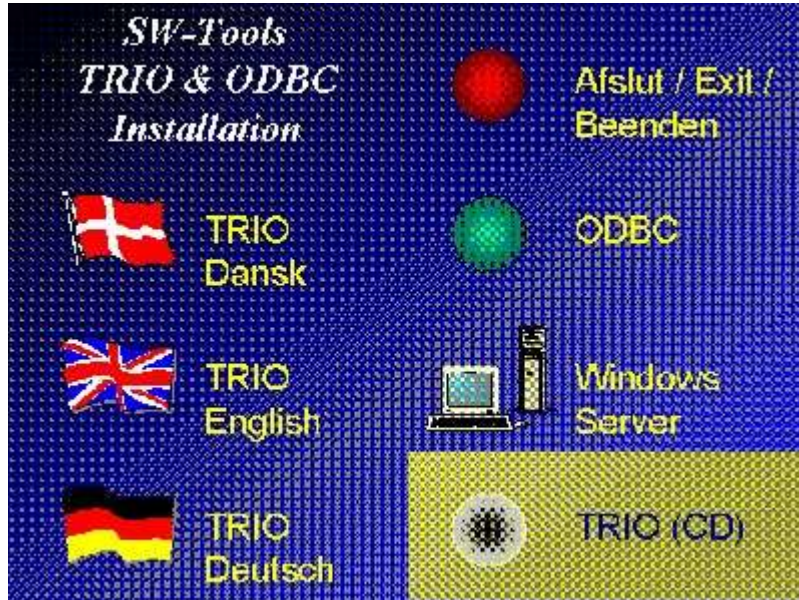 SW-Tools
TRIO & ODBC
Installation
Afslut / Exit /
Beenden
TRIO
Dansk
ODBC
TRIO
English
Windows
Server
TRIO
Deutsch
TRIO (CD)